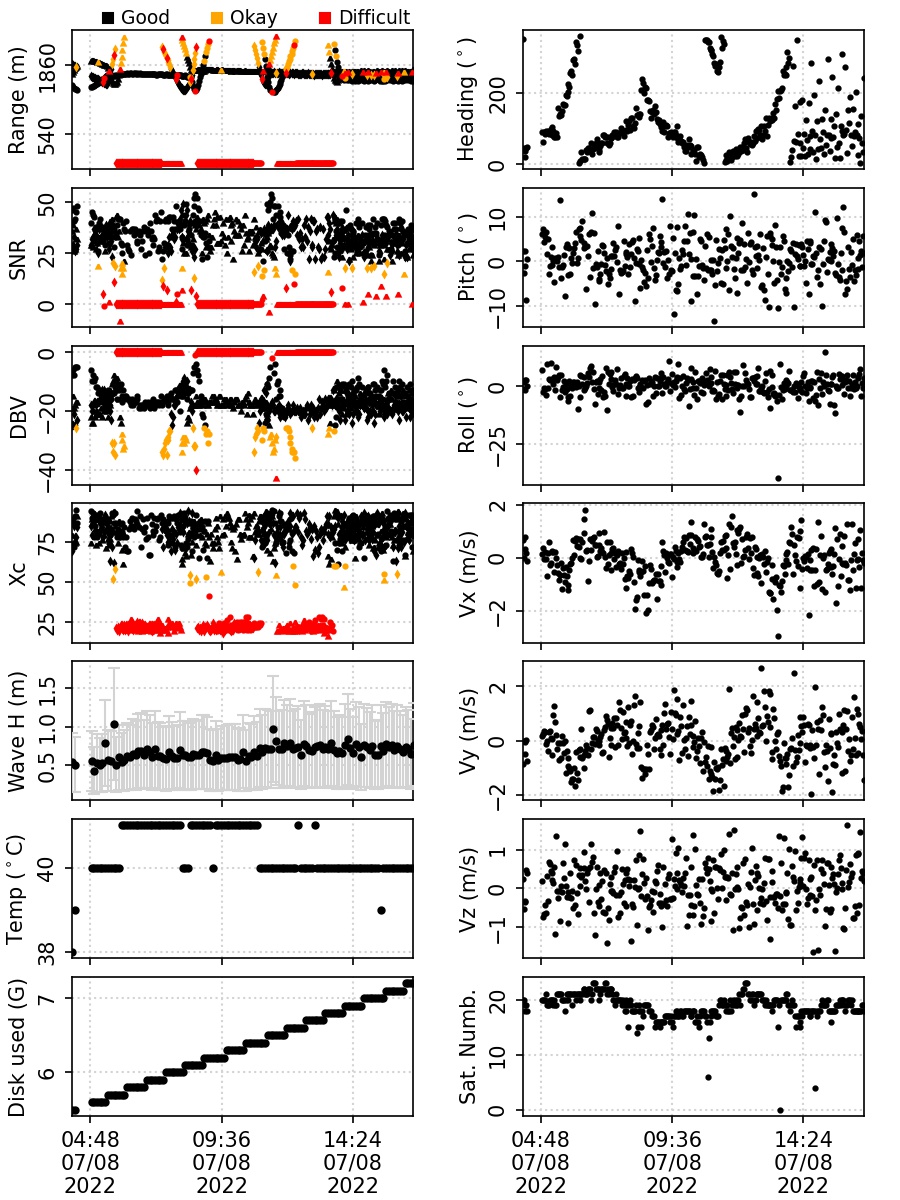 Good Okay Difficult
Range (m)
1860
540
Heading (°)
200
0
SNR
50
25
0
Pitch (°)
10
0
−10
DBV
0
−20
−40
Roll (°)
0
−25
Xc
75
50
25
Vx (m/s)
2
0
−2
Wave H (m)
1.5
1.0
0.5
Vy (m/s)
2
0
−2
Temp (°C)
40
38
Vz (m/s)
1
0
−1
Disk used (G)
7
6
Sat. Numb.
20
10
0
04:48 09:36 14:24
07/08 07/08 07/08
2022 2022 2022
04:48 09:36 14:24
07/08 07/08 07/08
2022 2022 2022